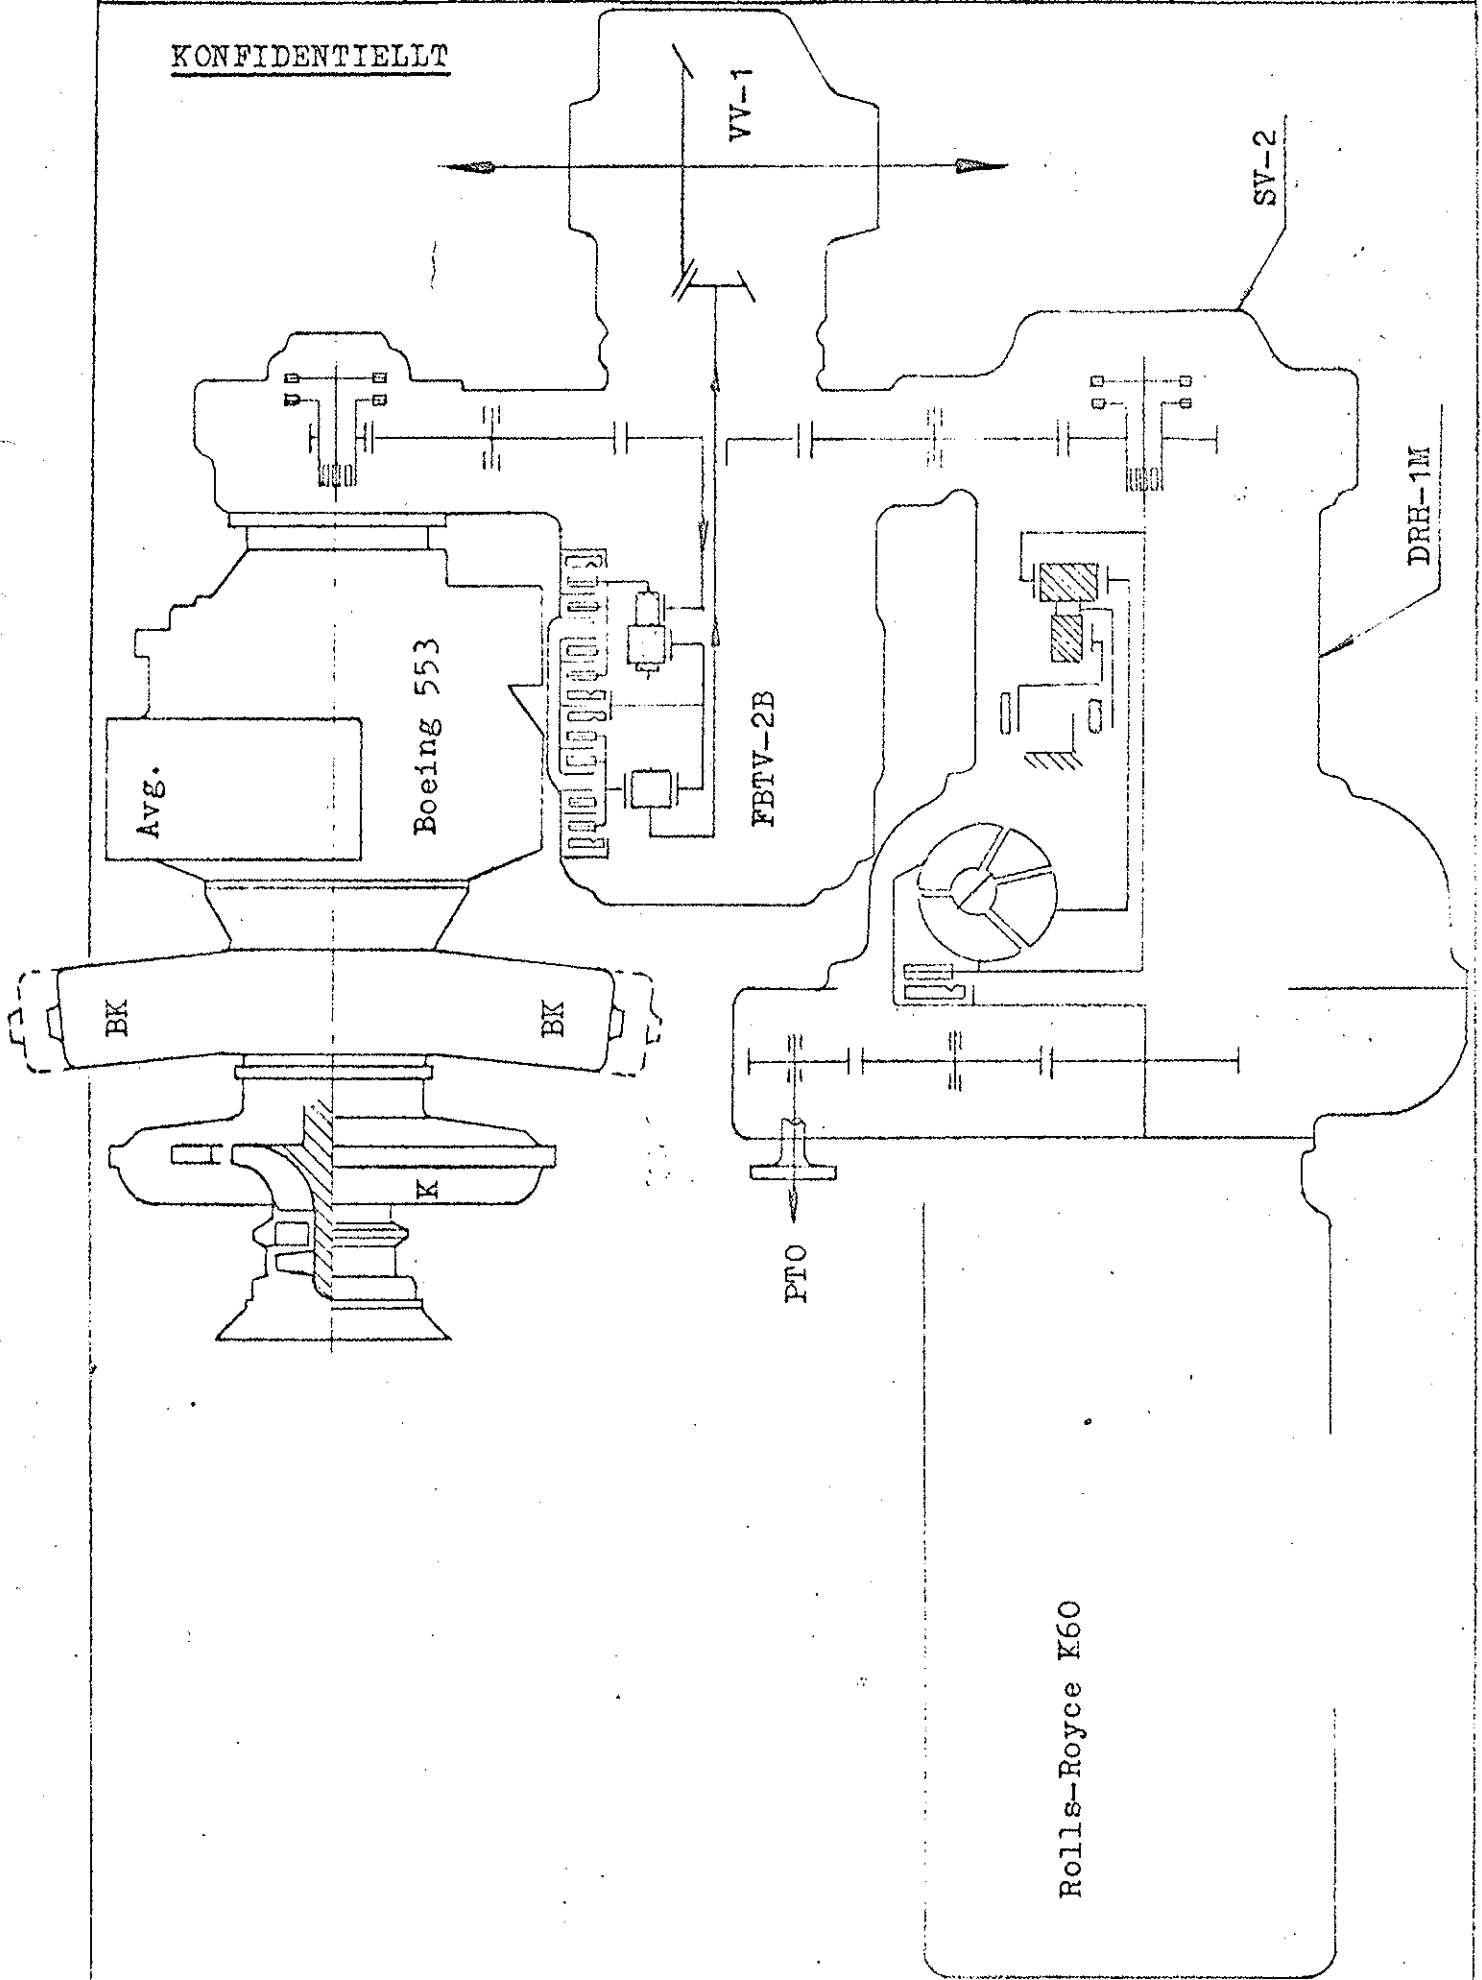 KONFIDENTIELLT
VV-1
SV-2
DRH-1M
Avg.
Boeing 553
FBTV-2B
BK
BK
K
PTO
Rolls-Royce K60